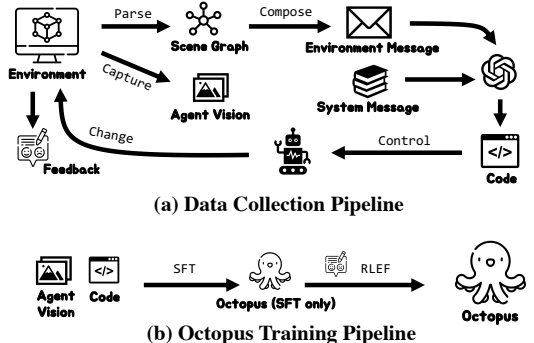 Parse
Compose
Scene Graph
Environment Message
Environment
Capture
Agent Vision
System Message
Change
Control
Feedback
</>
Code
(a) Data Collection Pipeline
</>
SFT
RLEF
Agent
Vision
Code
Octopus (SFT only)
Octopus
(b) Octopus Training Pipeline